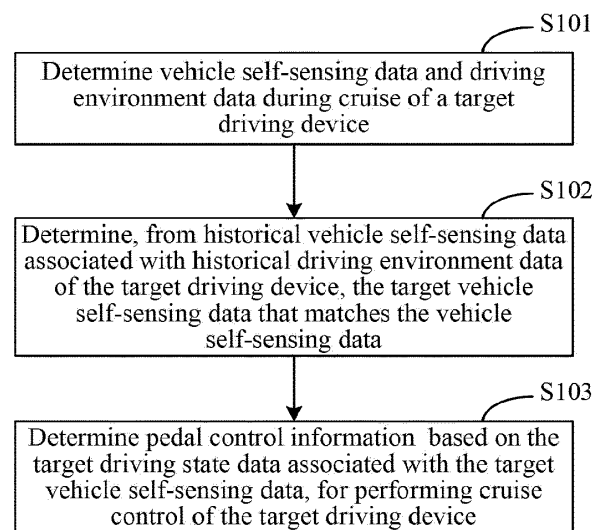 S101
Determine vehicle self-sensing data and driving
environment data during cruise of a target
driving device
S102
Determine, from historical vehicle self-sensing data
associated with historical driving environment data
of the target driving device, the target vehicle
self-sensing data that matches the vehicle
self-sensing data
S103
Determine pedal control information based on the
target driving state data associated with the target
vehicle self-sensing data, for performing cruise
control of the target driving device